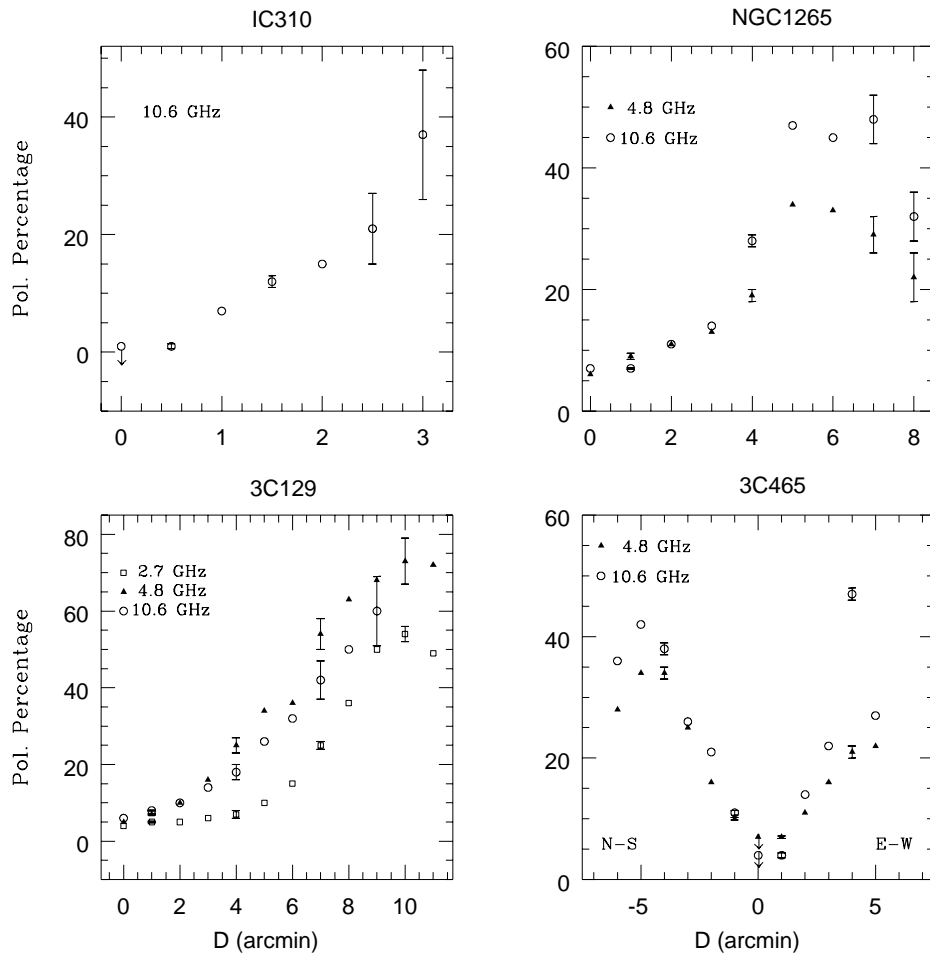 IC310
Pol. Percentage
10.6 GHz
40
20
0
0
1
2
3
NGC1265
4.8 GHz
10.6 GHz
60
40
20
0
0
2
4
6
8
3C129
Pol. Percentage
2.7 GHz
4.8 GHz
10.6 GHz
80
60
40
20
0
0
2
4
6
8
10
D (arcmin)
3C465
4.8 GHz
10.6 GHz
60
40
20
0
N-S
E-W
-5
0
5
D (arcmin)